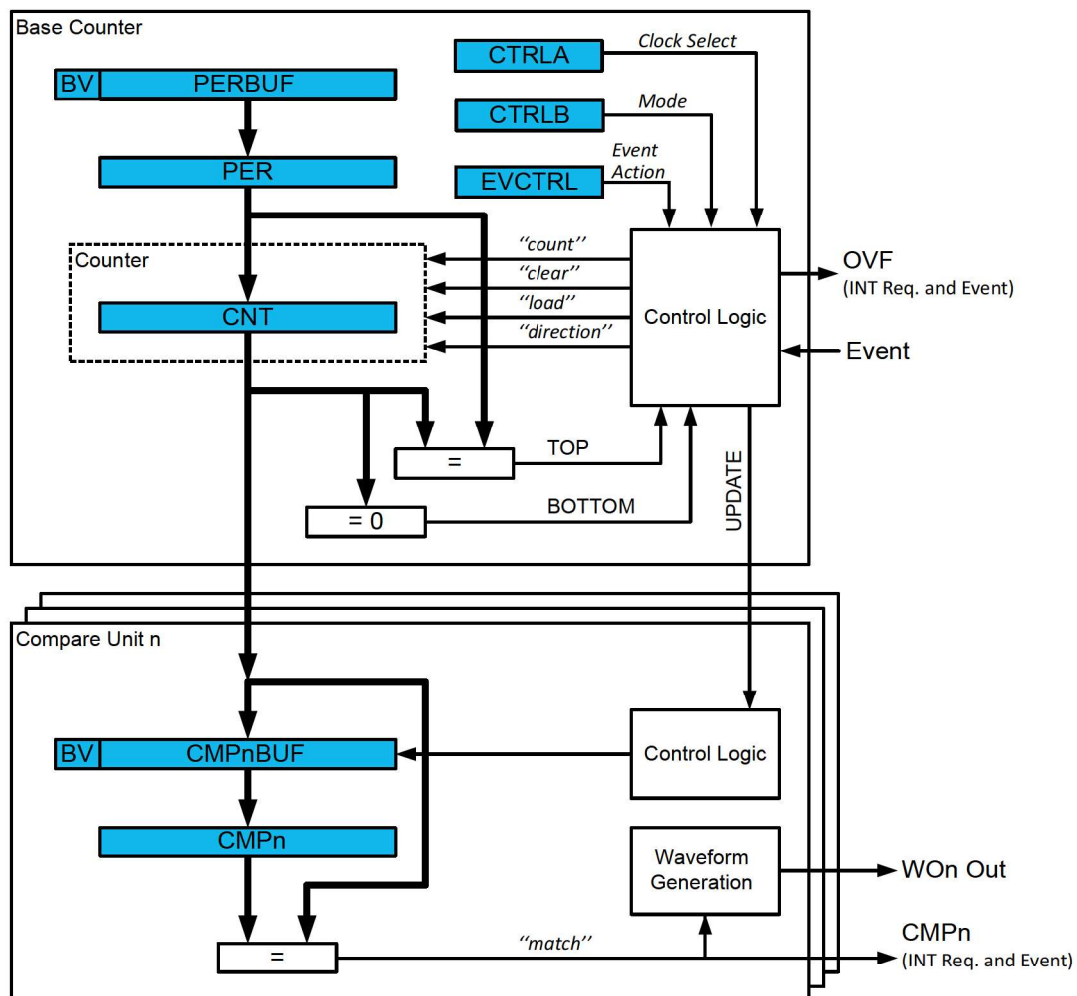 Base Counter
BV PERBUF
PER
CTRLA
Clock Select
CTRLB
Mode
EVCTRL
Event
Action
Counter
CNT
“count”
“clear”
“load”
“direction”
Control Logic
OVF
(INT Req. and Event)
Event
=
TOP
= 0
BOTTOM
UPDATE
Compare Unit n
BV CMPnBUF
Control Logic
CMPn
Waveform
Generation
WOn Out
=
“match”
CMPn
(INT Req. and Event)